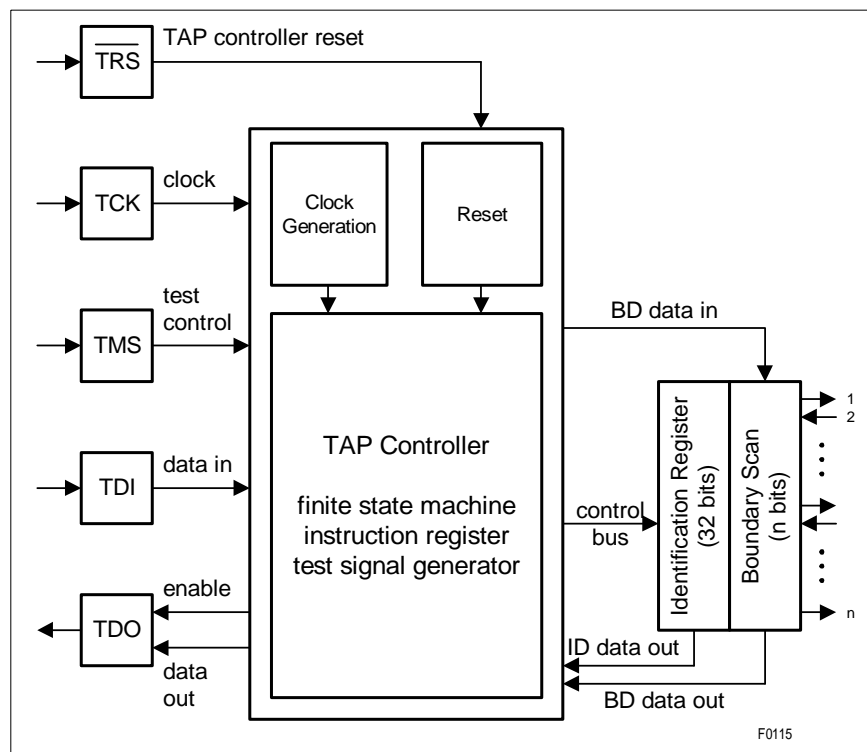 TRS
TAP controller reset
TCK
clock
Clock
Generation
Reset
TMS
test
control
BD data in
TDI
data in
TAP Controller
finite state machine
instruction register
test signal generator
control
bus
Identification Register
(32 bits)
Boundary Scan
(n bits)
1
2
n
TDO
enable
data
out
ID data out
BD data out
F0115